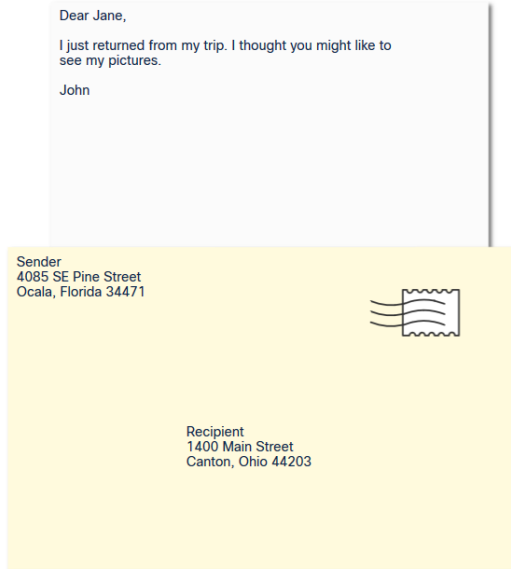 Dear Jane,
I just returned from my trip. I thought you might like to
see my pictures.
John
Sender
4085 SE Pine Street
Ocala, Florida 34471
Recipient
1400 Main Street
Canton, Ohio 44203